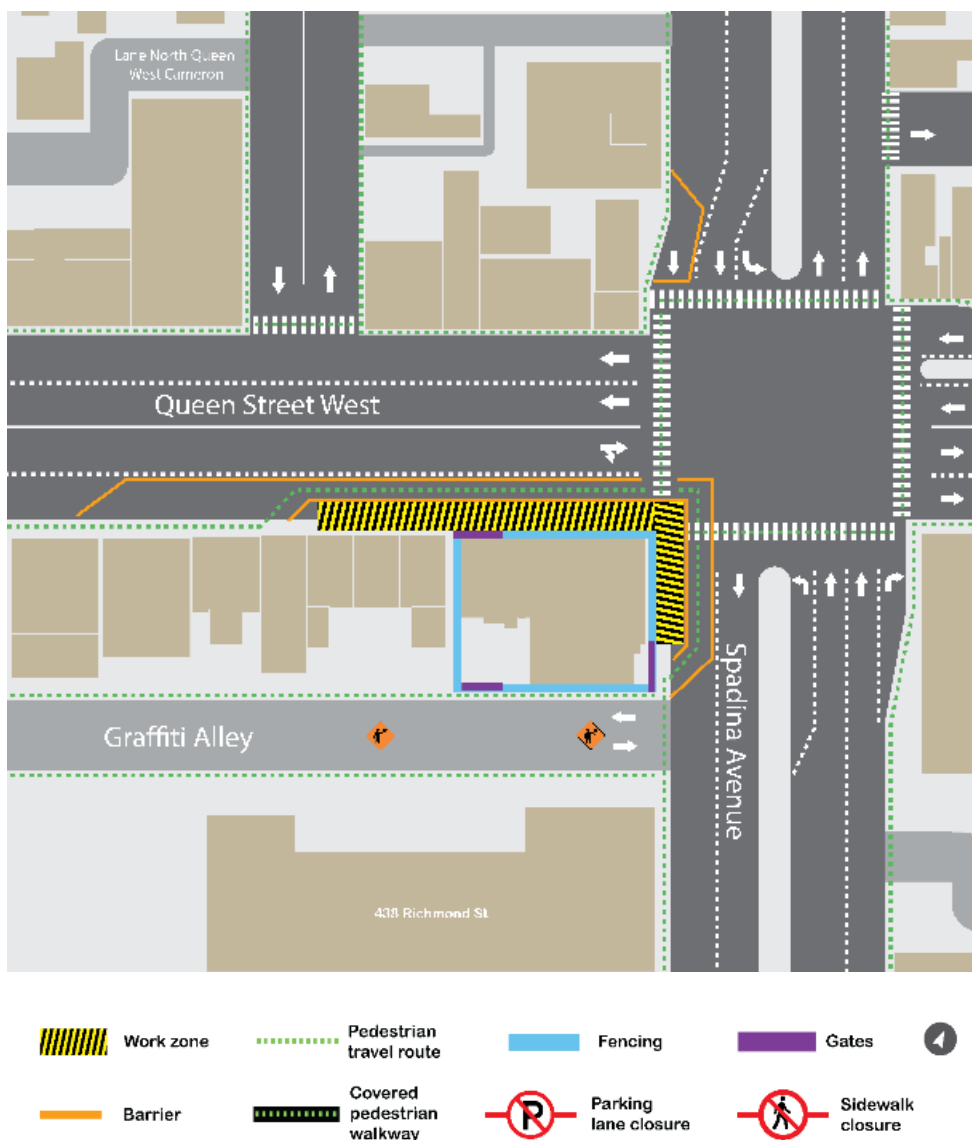 Lane North Queen
West Cameron
Queen Street West
Spadina Avenue
Graffiti Alley
438 Richmond St.
Work zone
Pedestrian
travel route
Fencing
Gates
Barrier
Covered
pedestrian
walkway
P
Parking
lane closure
Sidewalk
closure